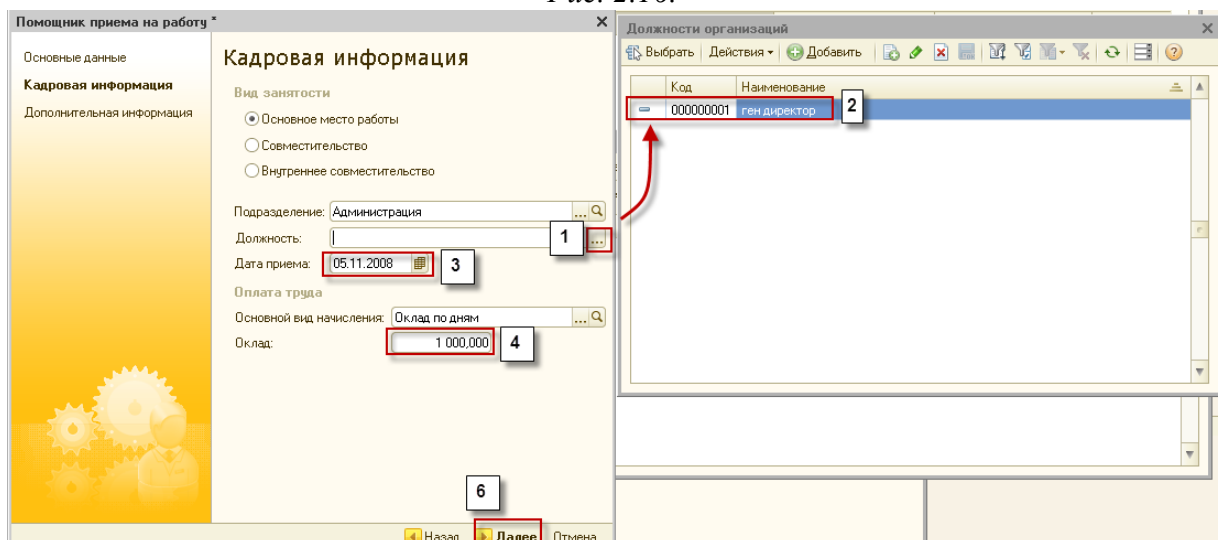 Рис. 2.16.
Помощник приема на работу *
Основные данные
Кадровая информация
Дополнительная информация
Кадровая информация
Вид занятости
Основное место работы
Совместительство
Внутреннее совместительство
Подразделение: Администрация ...
Должность: 1 ...
Дата приема: 05.11.2008 3
Оплата труда
Основной вид начисления: Оклад по дням ...
Оклад: 1 000,000 4
6
Назад Далее Отмена
Должности организаций
Выбрать Действия Добавить
Код Наименование
000000001 ген директор 2